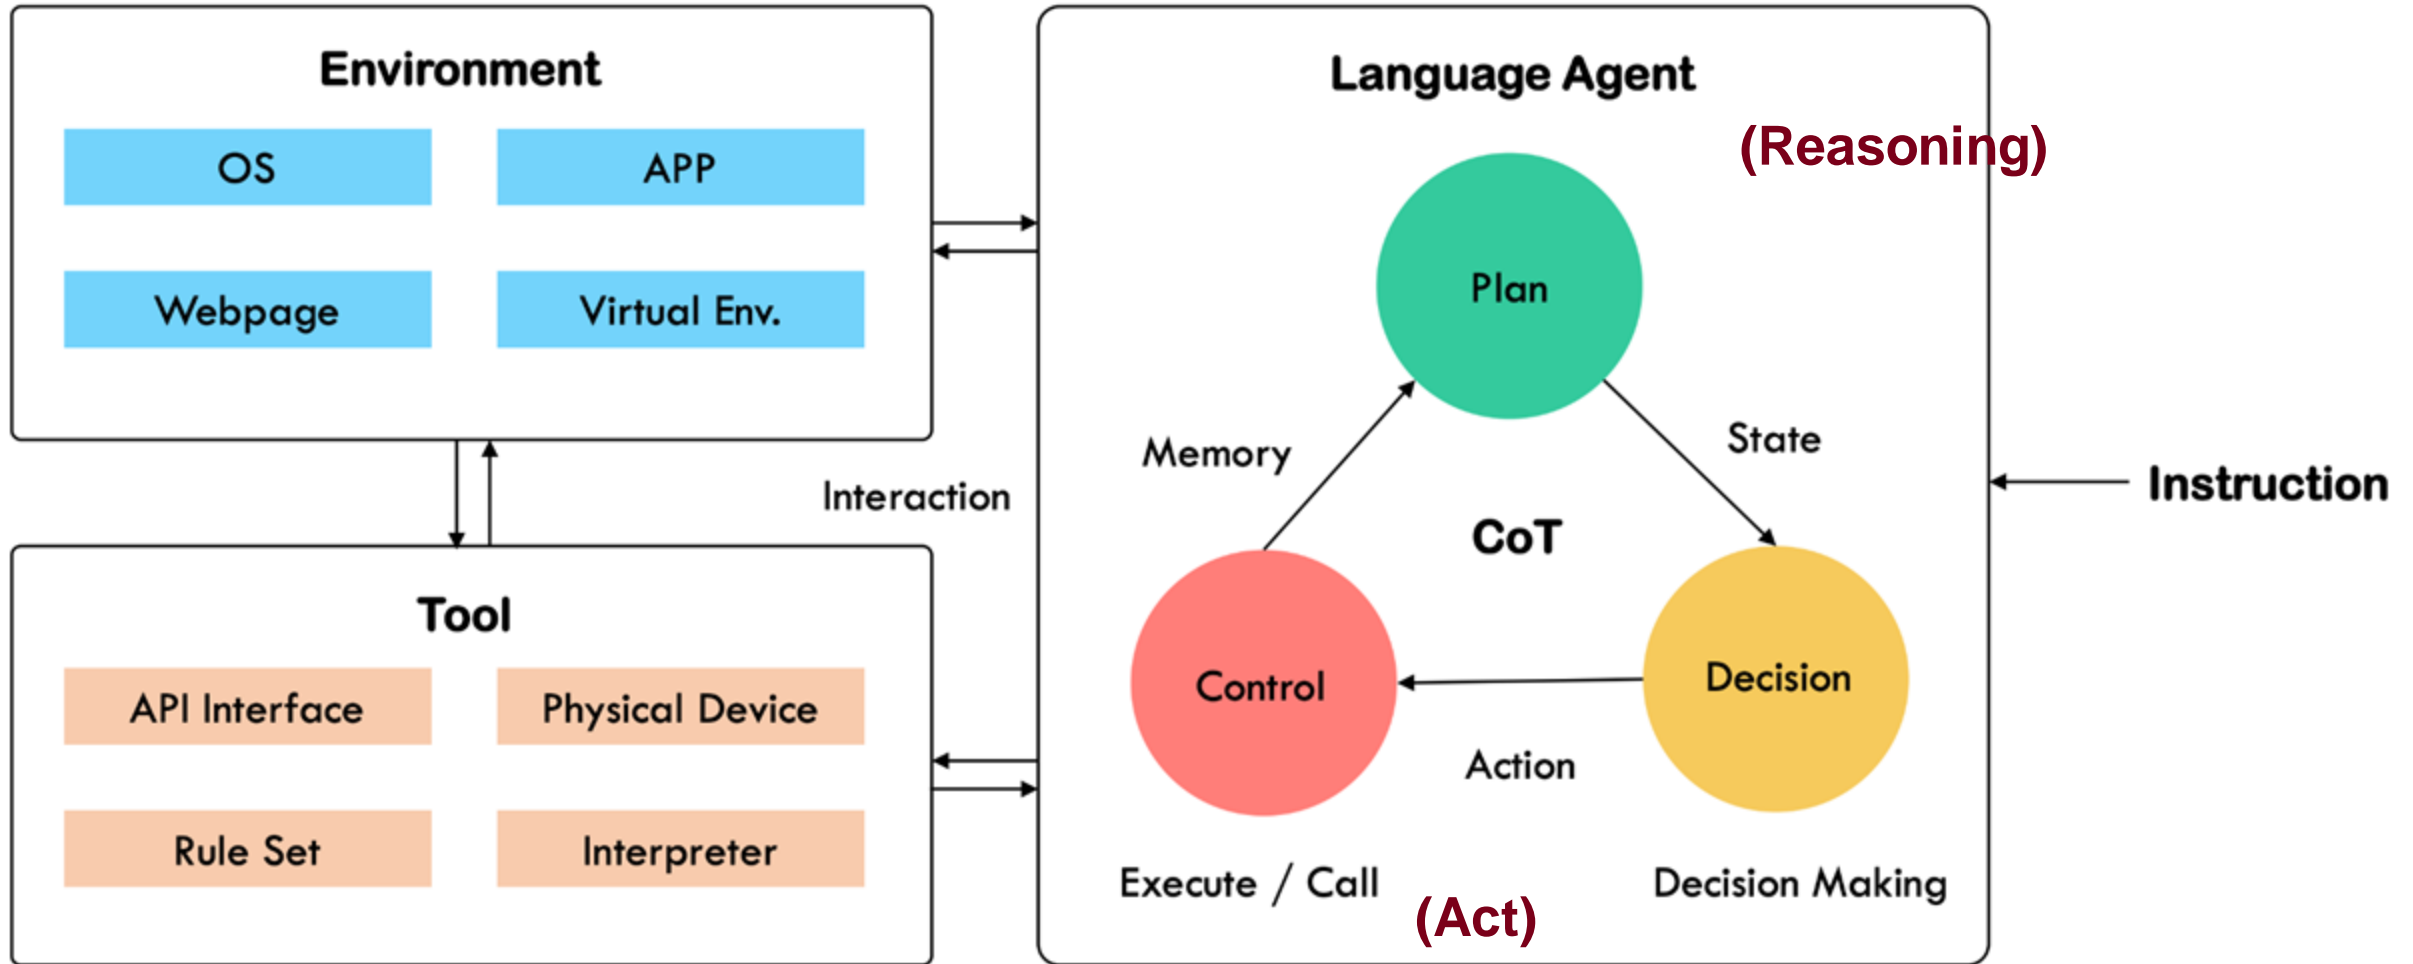 Environment
OS
APP
Webpage
Virtual Env.
Interaction
Tool
API Interface
Physical Device
Rule Set
Interpreter
Language Agent
(Reasoning)
Plan
Memory
State
CoT
Control
Decision
Action
Execute / Call
Decision Making
(Act)
Instruction